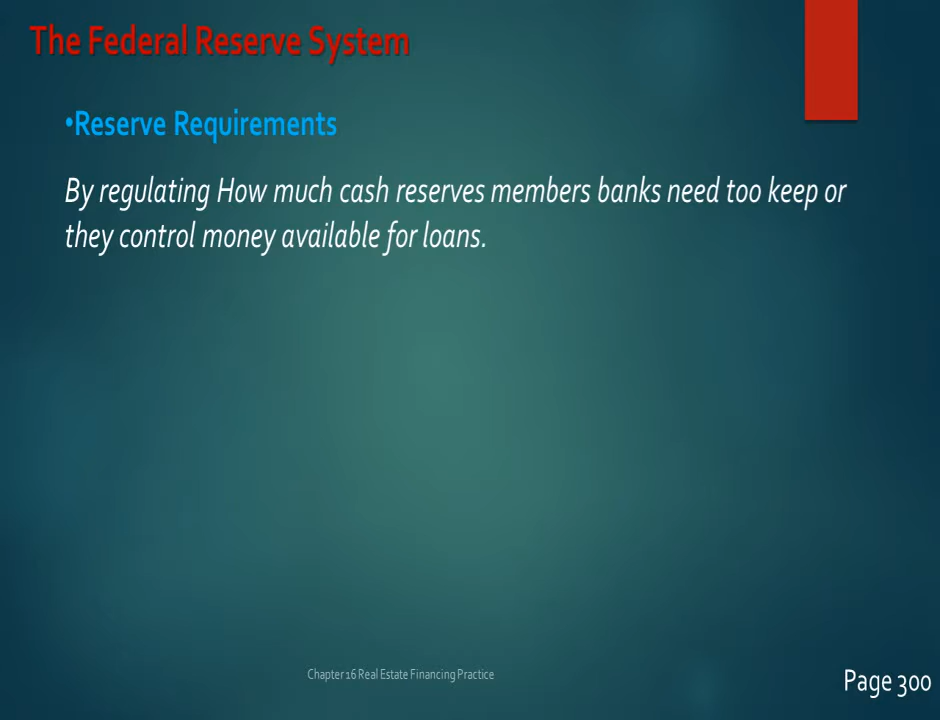 The Federal Reserve System
•Reserve Requirements
By regulating How much cash reserves members banks need too keep or
they control money available for loans.
Chapter 16 Real Estate Financing Practice
Page 300